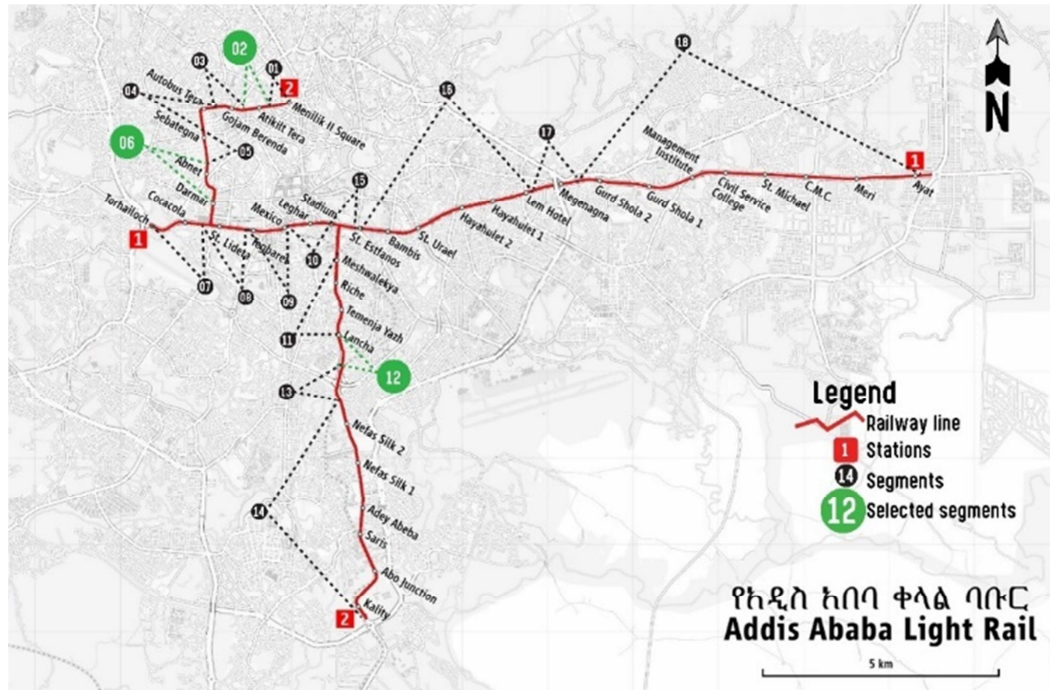 02
03
01
2
04
Autobus Tera
Menilik II Square
Atikilt Tera
Gojam Berenda
Sebategna
05
06
Abnet
Darmar
Cocacola
Torhailoch
1
St. Lideta
Mexico
Leghar
Stadium
15
St. Estfanos
Bambis
St. Urael
Hayahulet 2
Hayahulet 1
Lem Hotel
Megenagna
16
17
18
Gurd Shola 2
Gurd Shola 1
Management
Institute
Civil Service
College
St. Michael
C.M.C.
Meri
Ayat
1
N
07
08
09
10
Meshwalekya
Riche
Temenja Yazh
11
Lancha
12
13
Nefas Silk 2
Nefas Silk 1
14
Adey Abeba
Saris
Abo Junction
Kality
2
Legend
Railway line
1 Stations
14 Segments
12 Selected segments
የአዲስ አበባ ቀላል ባቡር
Addis Ababa Light Rail
5 km